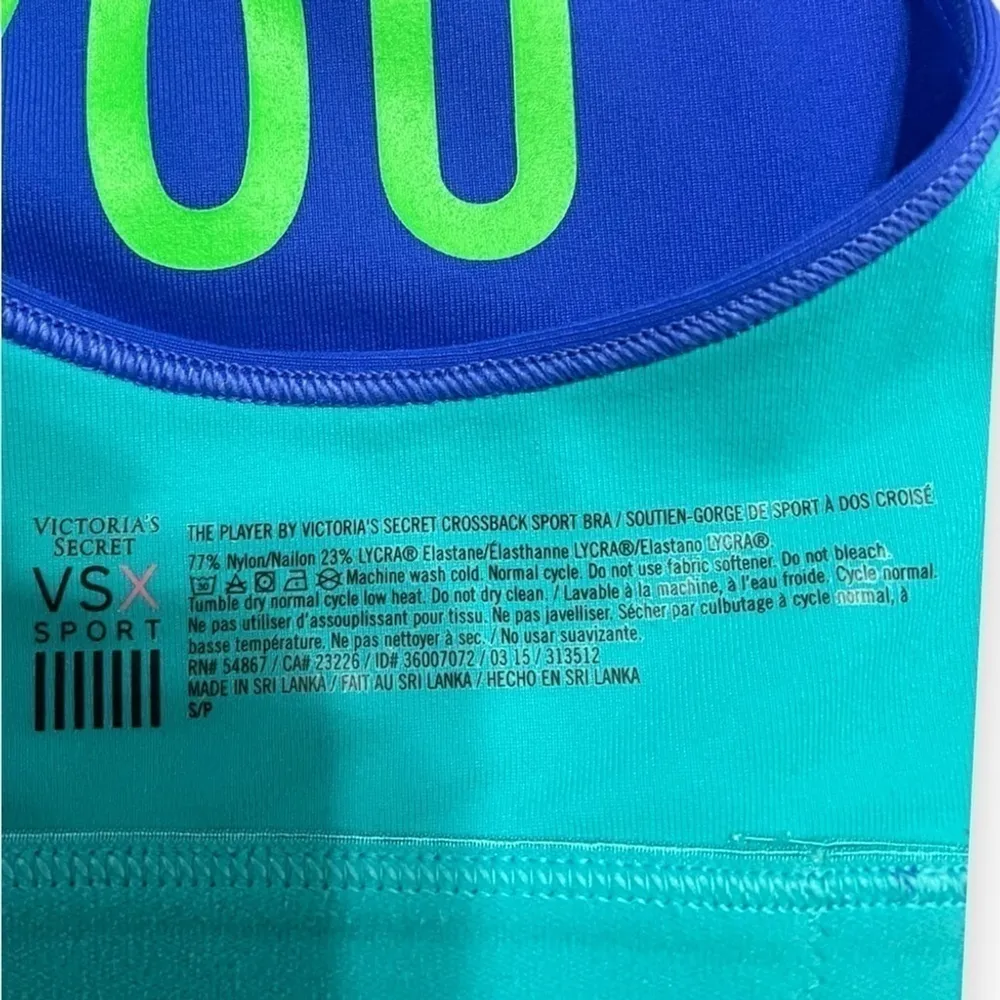 VICTORIA'S
SECRET
VSX
SPORT
THE PLAYER BY VICTORIA'S SECRET CROSSBACK SPORT BRA / SOUTIEN-GORGE DE SPORT À DOS CROISÉ
77% Nylon/Nailon 23% LYCRA® Elastane/Élasthanne LYCRA®/Elastano LYCRA®
Machine wash cold. Normal cycle. Do not use fabric softener. Do not bleach.
Tumble dry normal cycle low heat. Do not dry clean. / Lavable à la machine, à l'eau froide. Cycle normal.
Ne pas utiliser d'assouplissant pour tissu. Ne pas javelliser. Sécher par culbutage à cycle normal, à
basse température. Ne pas nettoyer à sec. / No usar suavizante.
RN# 54867 / CA# 23226 / ID# 36007072 / 03 15 / 313512
MADE IN SRI LANKA / FAIT AU SRI LANKA / HECHO EN SRI LANKA
S/P